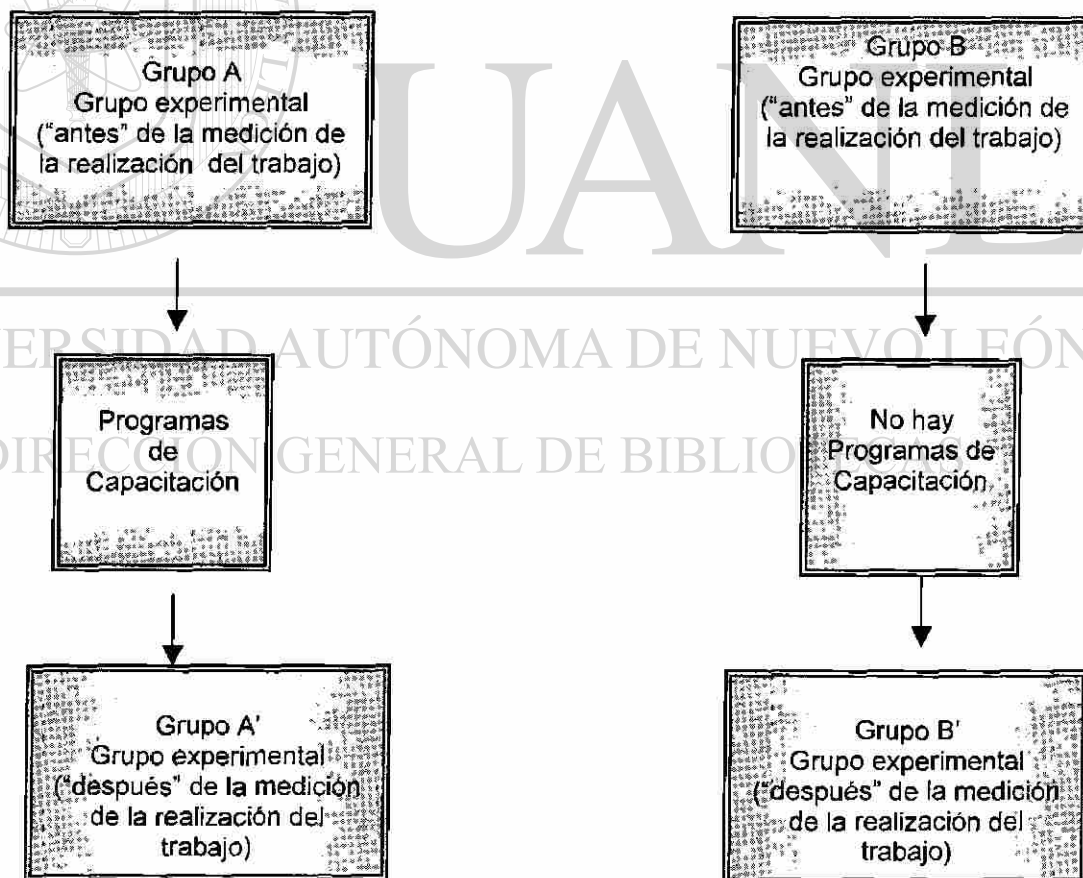 Grupo A
Grupo experimental
("antes" de la medición de
la realización del trabajo)
Grupo B
Grupo experimental
("antes" de la medición de
la realización del trabajo)
UANL
Programas
de
Capacitación
No hay
Programas de
Capacitación
Grupo A'
Grupo experimental
("después" de la medición
de la realización del
trabajo)
Grupo B'
Grupo experimental
("después" de la medición
de la realización del
trabajo)
ERSIDAD AUTÓNOMA DE NUEVO LEÓN
DIRECCIÓN GENERAL DE BIBLIOTECAS